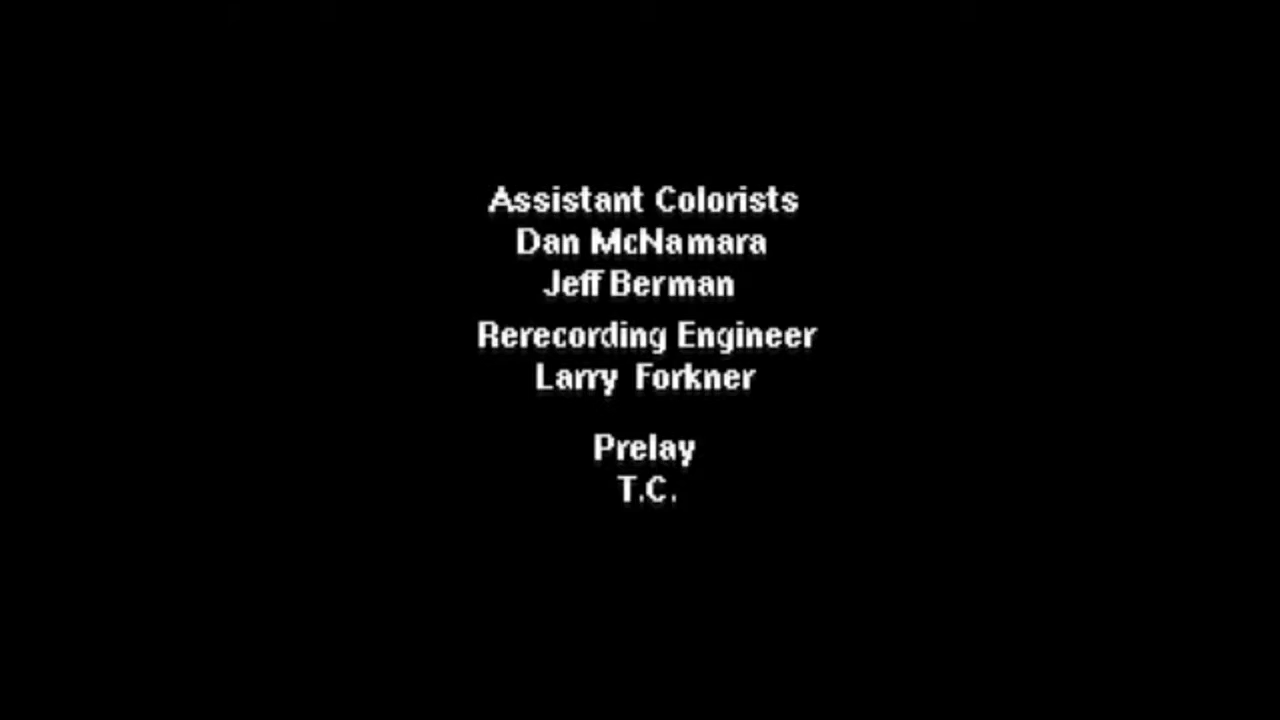 Assistant Colorists
Dan McNamara
Jeff Berman
Rerecording Engineer
Larry Forkner
Prelay
T.C.